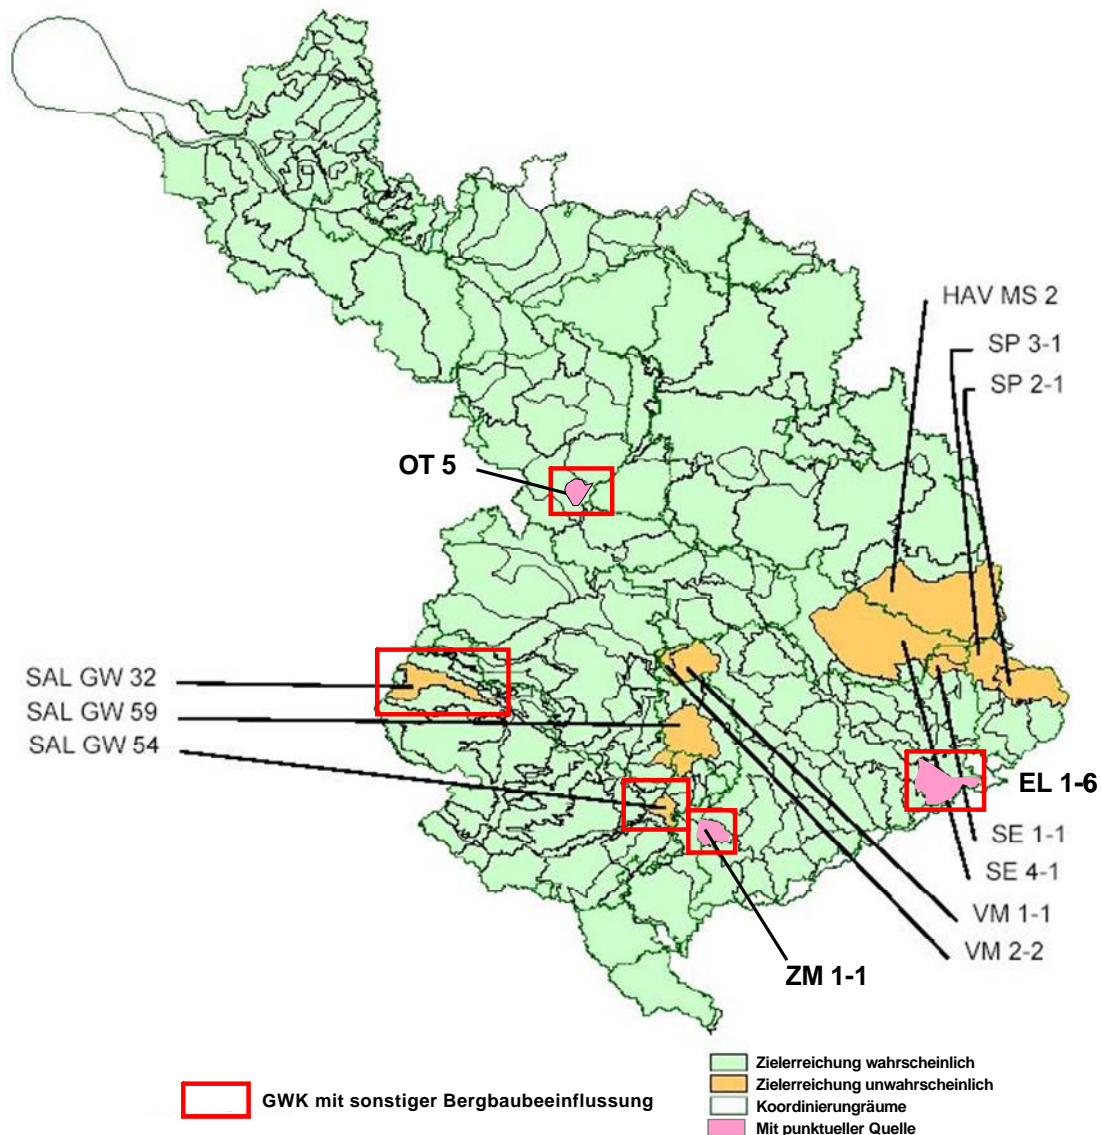 HAV MS 2
SP 3-1
SP 2-1
OT 5
SAL GW 32
SAL GW 59
SAL GW 54
EL 1-6
SE 1-1
SE 4-1
VM 1-1
VM 2-2
ZM 1-1
GWK mit sonstiger Bergbaubeeinflussung
Zielerreichung wahrscheinlich
Zielerreichung unwahrscheinlich
Koordinierungräume
Mit punktueller Quelle